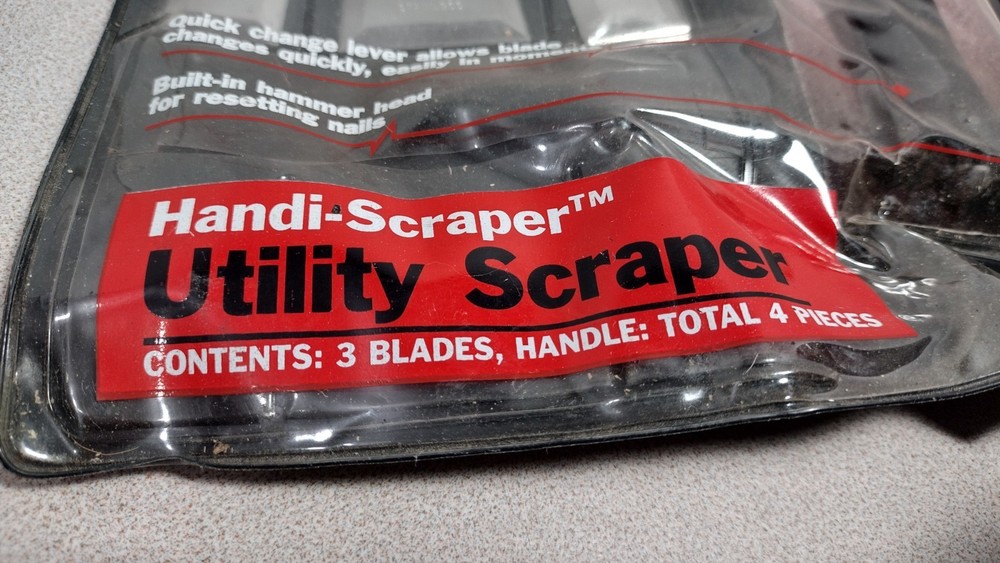 Quick change lever allows blade
changes quickly, easily in
Built-in hammer head
for resetting nails
Handi-Scraper™
Utility Scraper
CONTENTS: 3 BLADES, HANDLE: TOTAL 4 PIECES